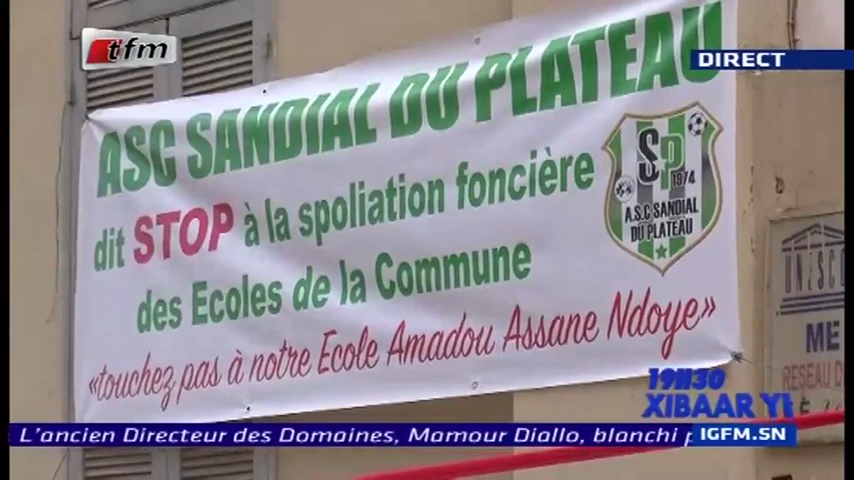 tfm
DIRECT
ASC SANDIAL DU PLATEAU
dit STOP à la spoliation foncière
des Ecoles de la Commune
«touchez pas à notre Ecole Amadou Assane Ndoye»
SP
1974
A.S.C SANDIAL
DU PLATEAU
UNESCO
ME
RESEAU
19H30
XIBAAR YI
L'ancien Directeur des Domaines, Mamour Diallo, blanchi
IGFM.SN